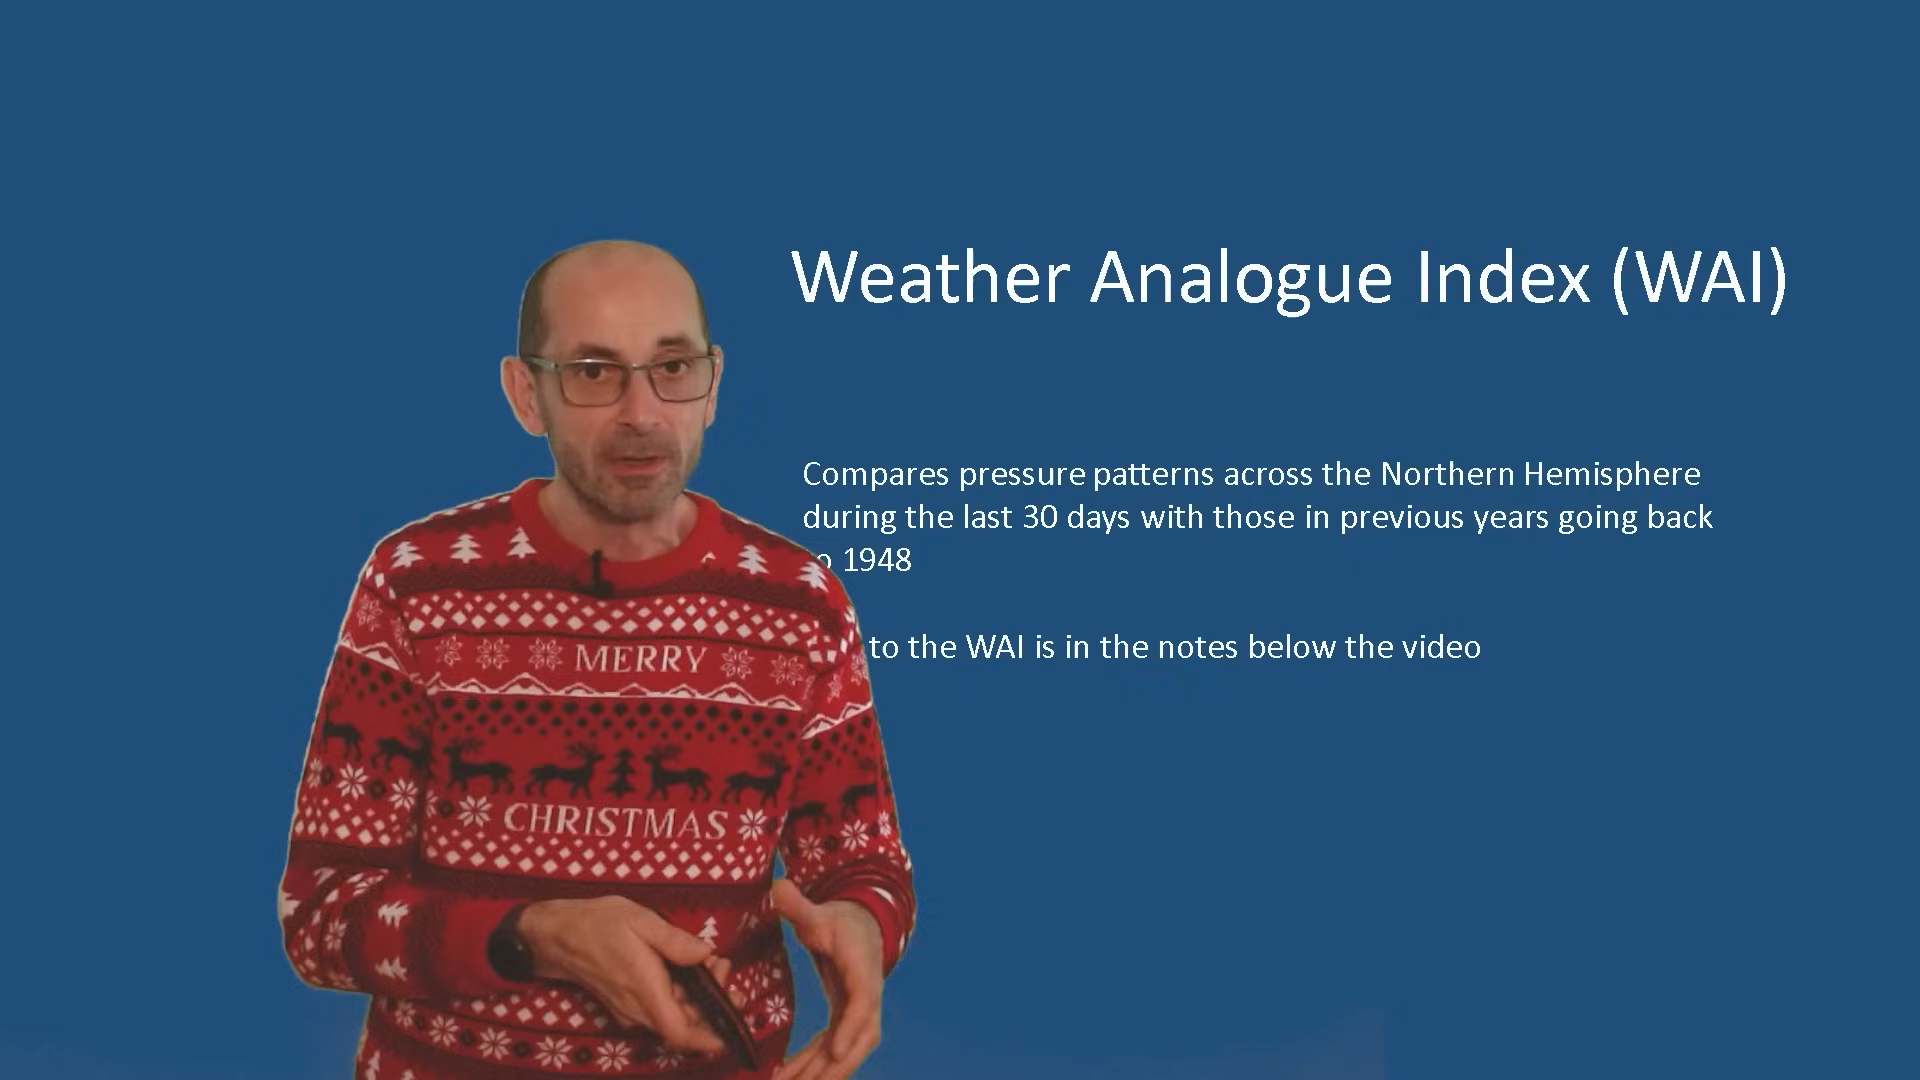 Weather Analogue Index (WAI)
Compares pressure patterns across the Northern Hemisphere
during the last 30 days with those in previous years going back
1948
to the WAI is in the notes below the video
MERRY
CHRISTMAS